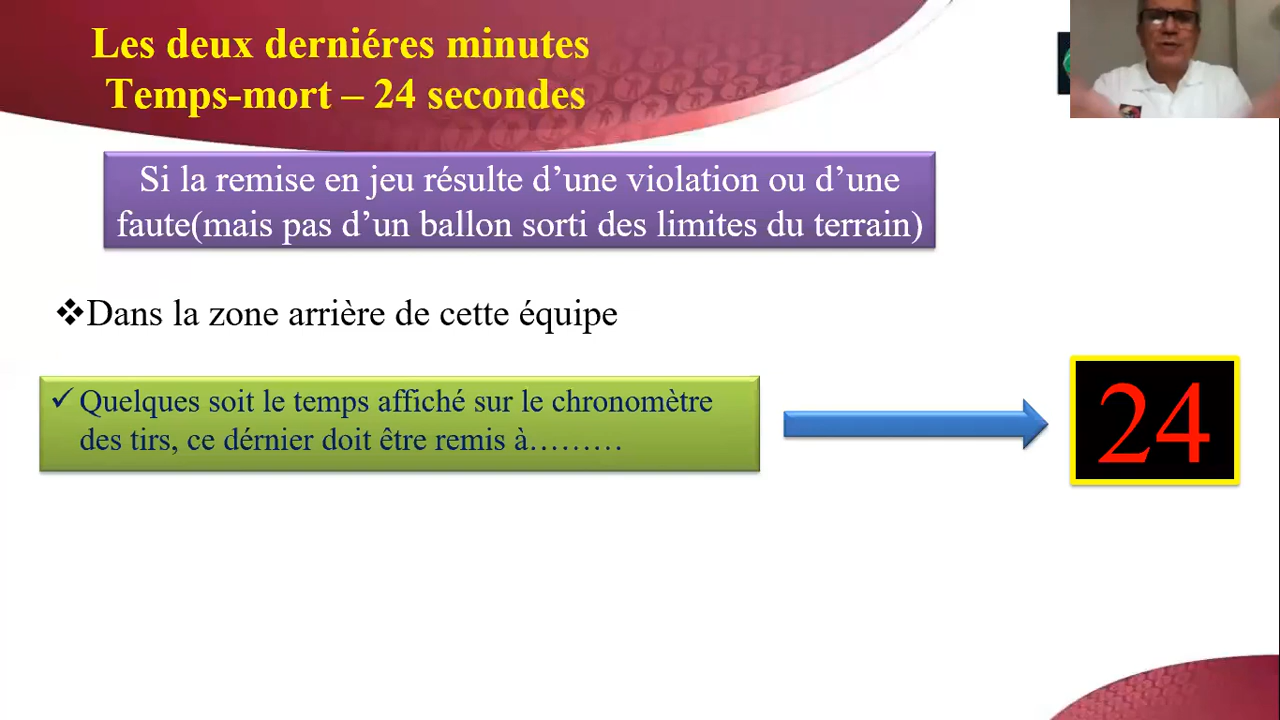 Les deux derniéres minutes
Temps-mort – 24 secondes
Si la remise en jeu résulte d’une violation ou d’une
faute(mais pas d’un ballon sorti des limites du terrain)
❖Dans la zone arrière de cette équipe
✓ Quelques soit le temps affiché sur le chronomètre
des tirs, ce dérnier doit être remis à………
24